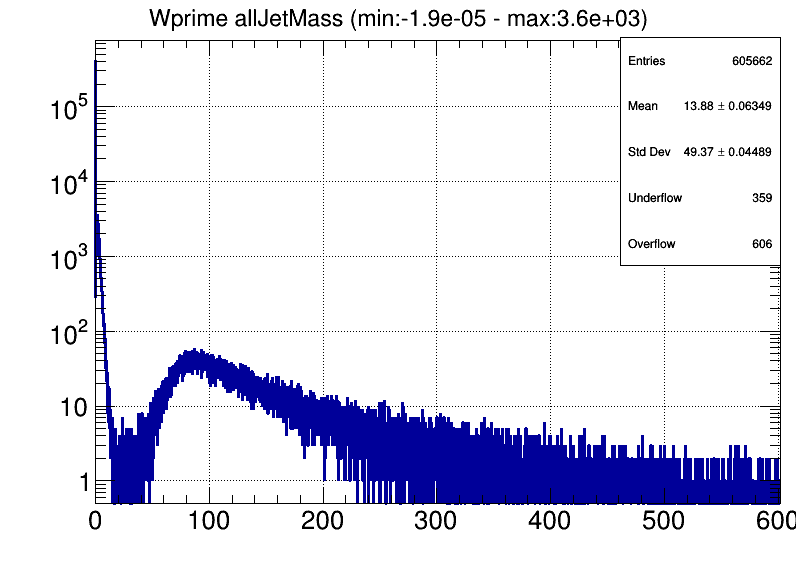 Wprime allJetMass (min:-1.9e-05 - max:3.6e+03)
Entries 605662
Mean 13.88 ± 0.06349
Std Dev 49.37 ± 0.04489
Underflow 359
Overflow 606
10^5
10^4
10^3
10^2
10
1
0 100 200 300 400 500 600